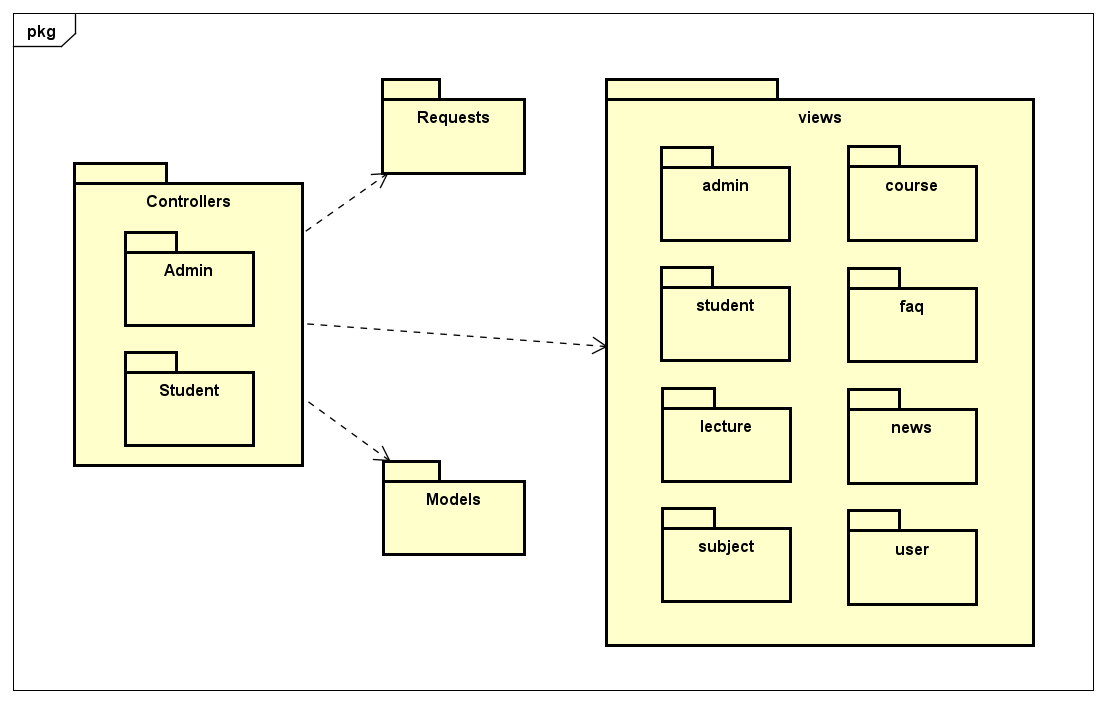 pkg
Requests
Controllers
Admin
Student
Models
views
admin
course
student
faq
lecture
news
subject
user